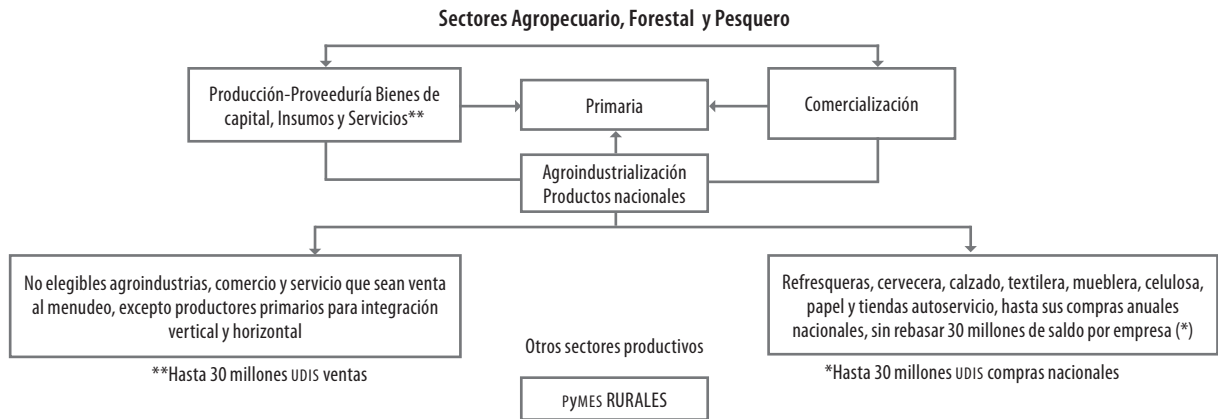 Sectores Agropecuario, Forestal y Pesquero
Producción-Proveeduría Bienes de
capital, Insumos y Servicios**
Primaria
Comercialización
Agroindustrialización
Productos nacionales
No elegibles agroindustrias, comercio y servicio que sean venta
al menudeo, excepto productores primarios para integración
vertical y horizontal
**Hasta 30 millones UDIS ventas
Refresqueras, cervecera, calzado, textilera, mueblera, celulosa,
papel y tiendas autoservicio, hasta sus compras anuales
nacionales, sin rebasar 30 millones de saldo por empresa (*)
*Hasta 30 millones UDIS compras nacionales
Otros sectores productivos
PyMES RURALES